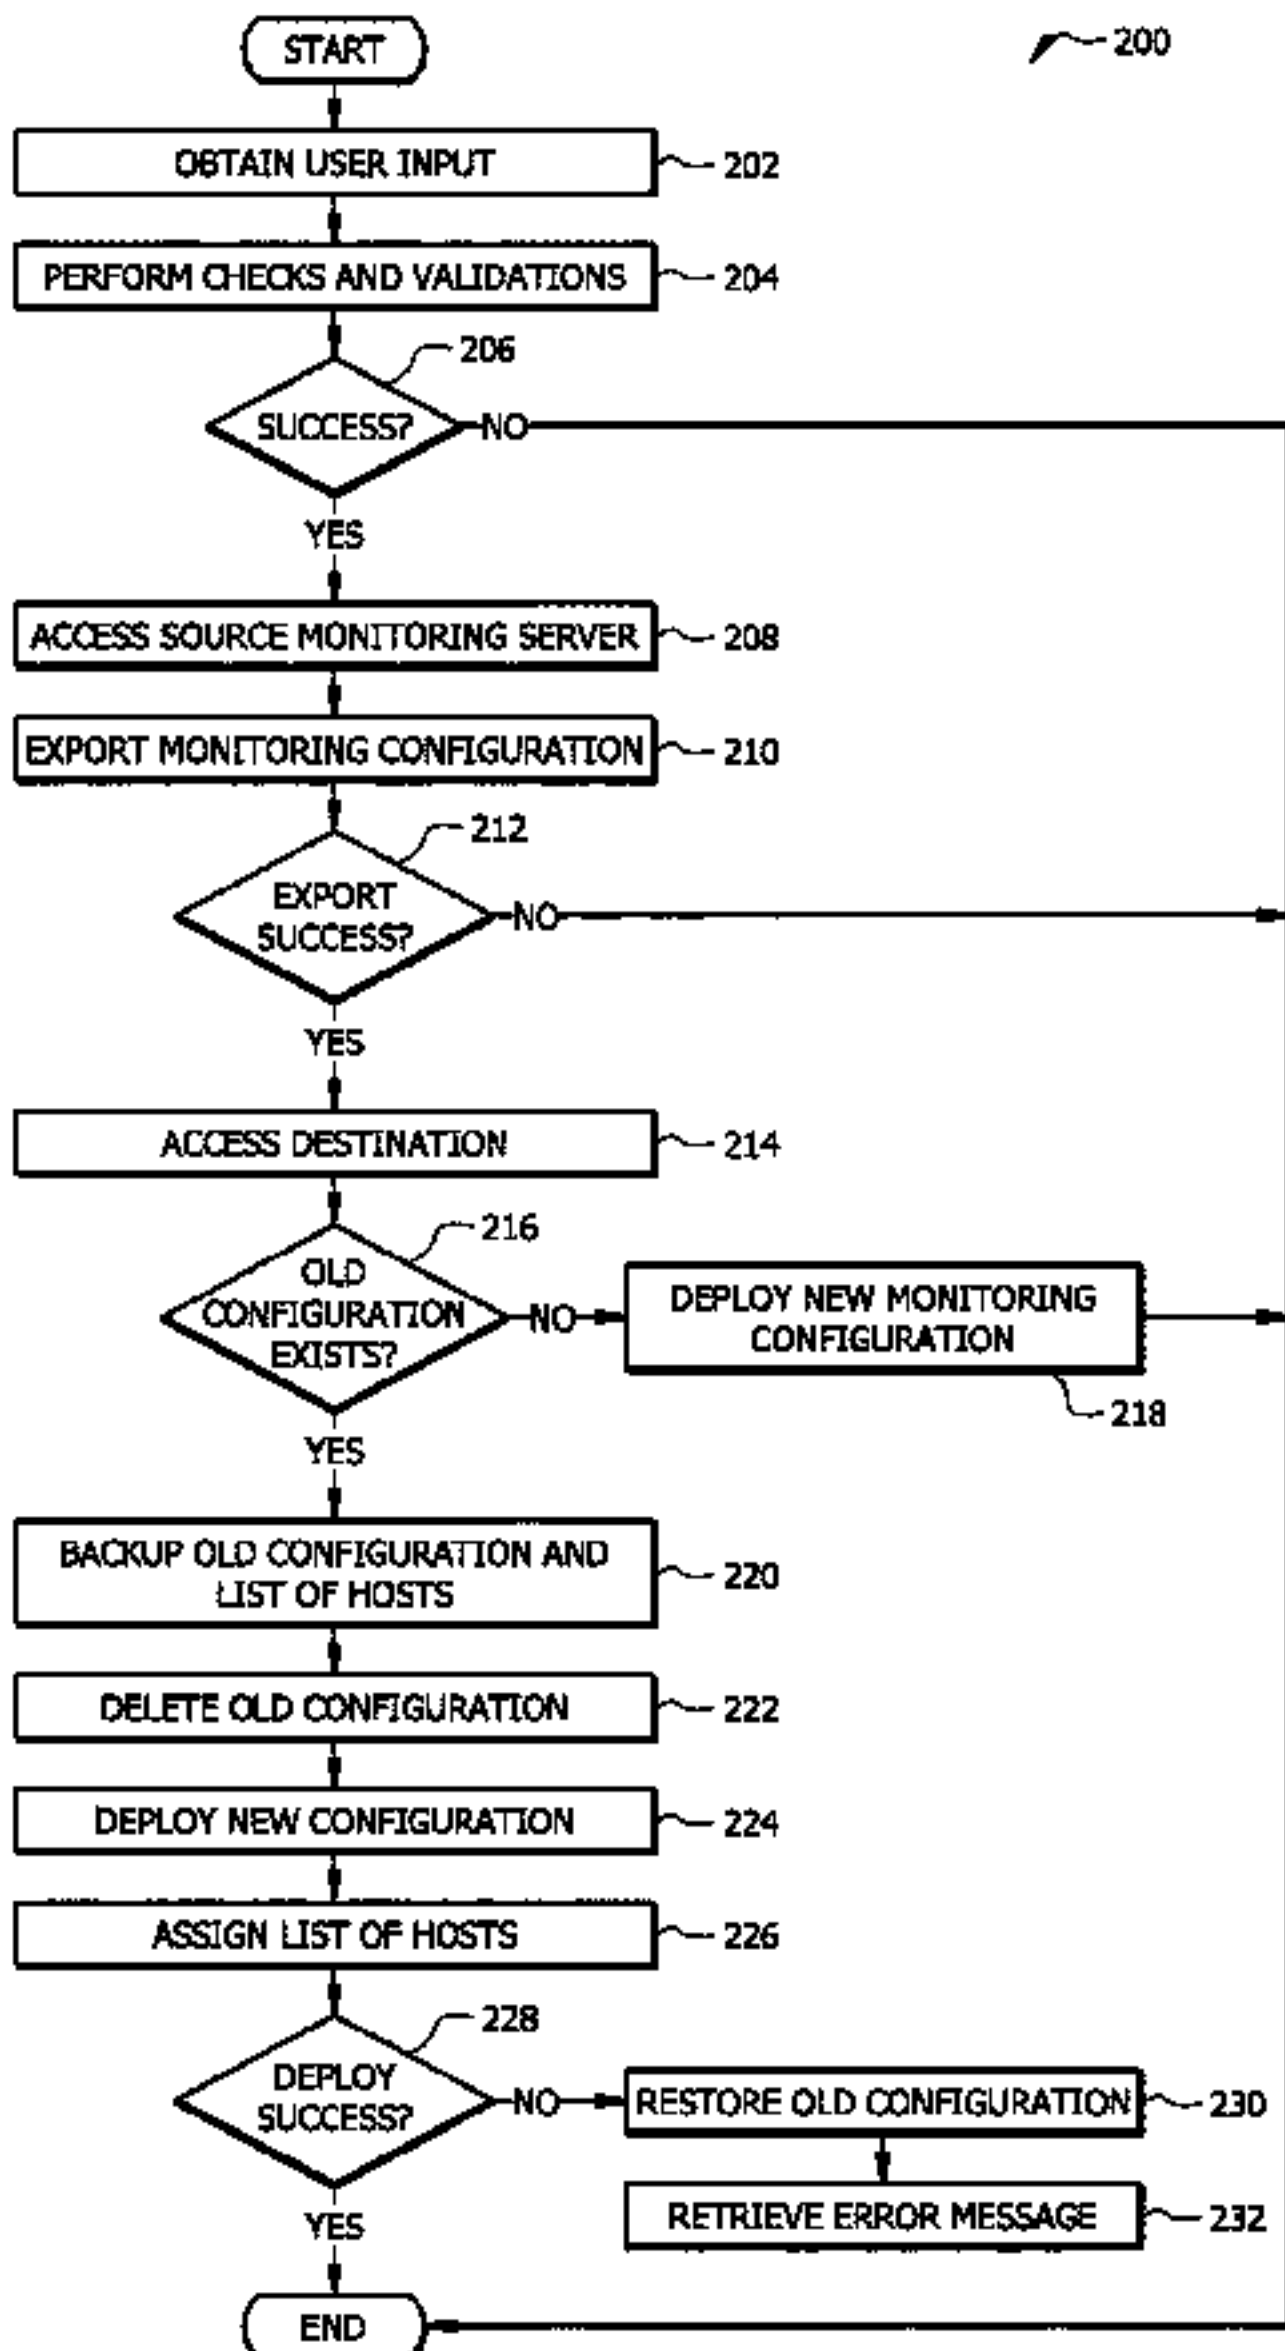 START
200
OBTAIN USER INPUT
202
PERFORM CHECKS AND VALIDATIONS
204
206
SUCCESS?
NO
YES
ACCESS SOURCE MONITORING SERVER
208
EXPORT MONITORING CONFIGURATION
210
212
EXPORT
SUCCESS?
NO
YES
ACCESS DESTINATION
214
216
OLD
CONFIGURATION
EXISTS?
NO
DEPLOY NEW MONITORING
CONFIGURATION
218
YES
BACKUP OLD CONFIGURATION AND
LIST OF HOSTS
220
DELETE OLD CONFIGURATION
222
DEPLOY NEW CONFIGURATION
224
ASSIGN LIST OF HOSTS
226
228
DEPLOY
SUCCESS?
NO
RESTORE OLD CONFIGURATION
230
RETRIEVE ERROR MESSAGE
232
YES
END